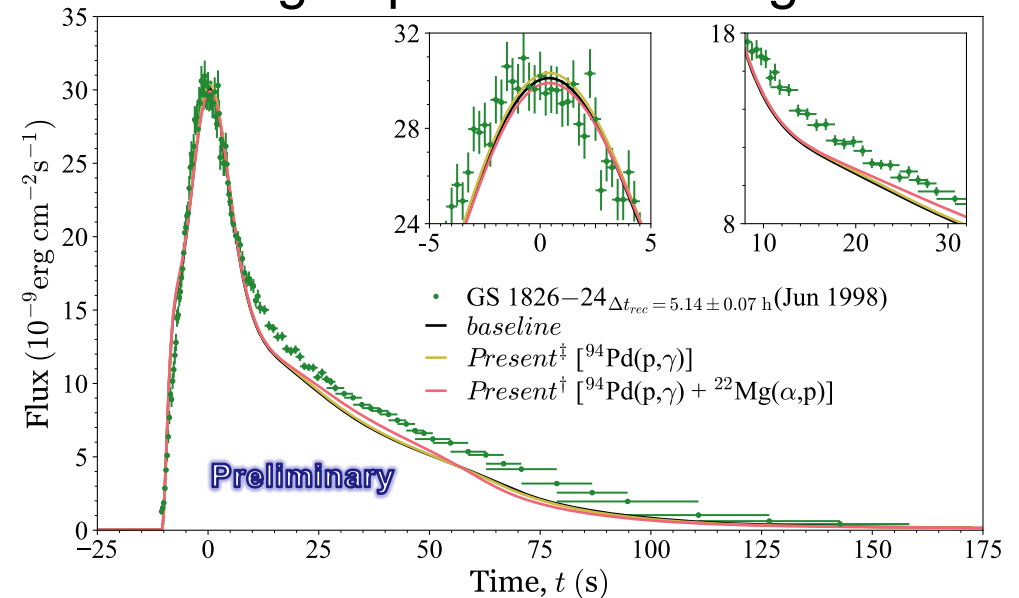 35
30
25
20
15
10
5
0
Flux (10⁻⁹erg cm⁻²s⁻¹)
32
28
24
−5 0 5
18
8
10 20 30
GS 1826−24 Δt_rec = 5.14 ± 0.07 h (Jun 1998)
baseline
Present‡ [⁹⁴Pd(p,γ)]
Present† [⁹⁴Pd(p,γ) + ²²Mg(α,p)]
Preliminary
−25 0 25 50 75 100 125 150 175
Time, t (s)